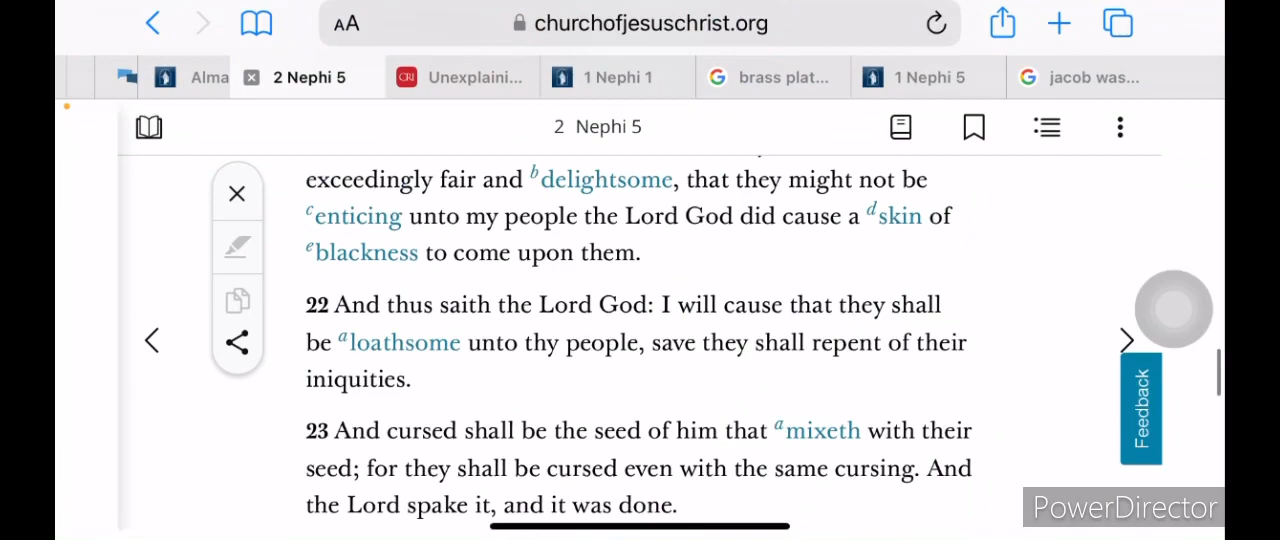 AA churchofjesuschrist.org
Alma 2 Nephi 5 CRI Unexplaini... 1 Nephi 1 G brass plat... 1 Nephi 5 G jacob was...
2 Nephi 5
exceedingly fair and b delightsome, that they might not be
c enticing unto my people the Lord God did cause a d skin of
e blackness to come upon them.
22 And thus saith the Lord God: I will cause that they shall
be a loathsome unto thy people, save they shall repent of their
iniquities.
23 And cursed shall be the seed of him that a mixeth with their
seed; for they shall be cursed even with the same cursing. And
the Lord spake it, and it was done.
Feedback
PowerDirector